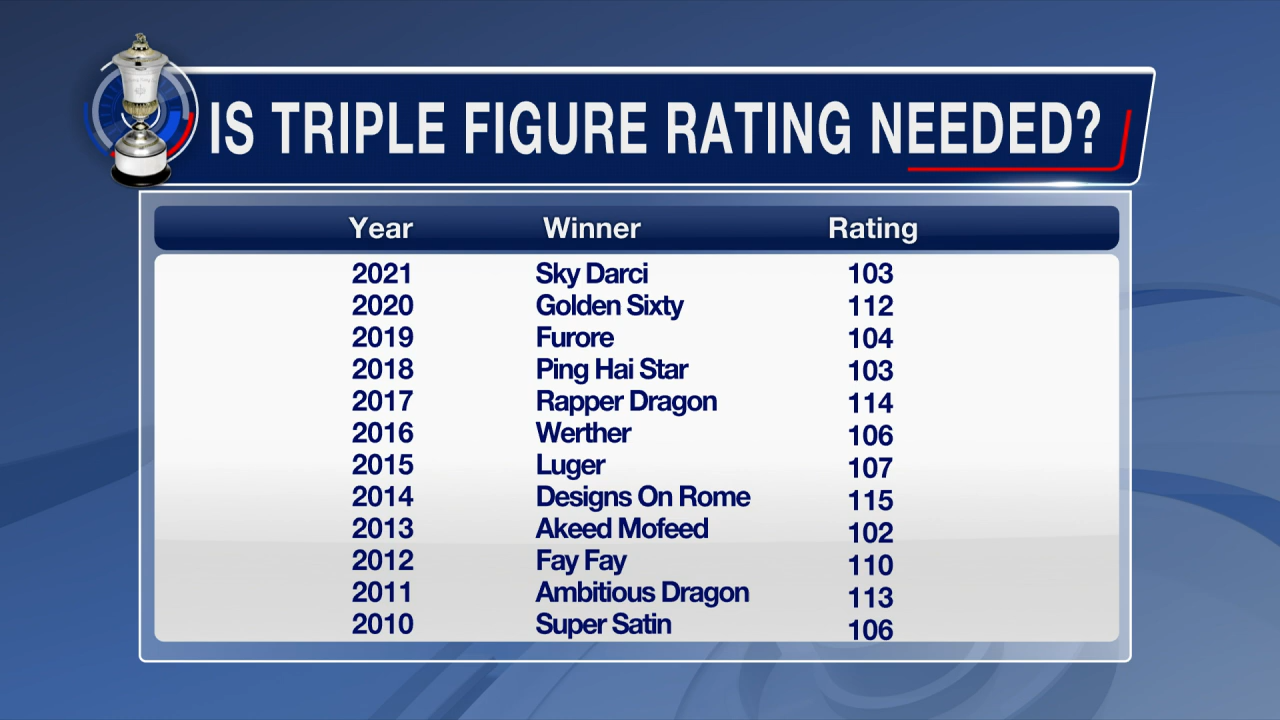 IS TRIPLE FIGURE RATING NEEDED?
Year Winner Rating
2021 Sky Darci 103
2020 Golden Sixty 112
2019 Furore 104
2018 Ping Hai Star 103
2017 Rapper Dragon 114
2016 Werther 106
2015 Luger 107
2014 Designs On Rome 115
2013 Akeed Mofeed 102
2012 Fay Fay 110
2011 Ambitious Dragon 113
2010 Super Satin 106